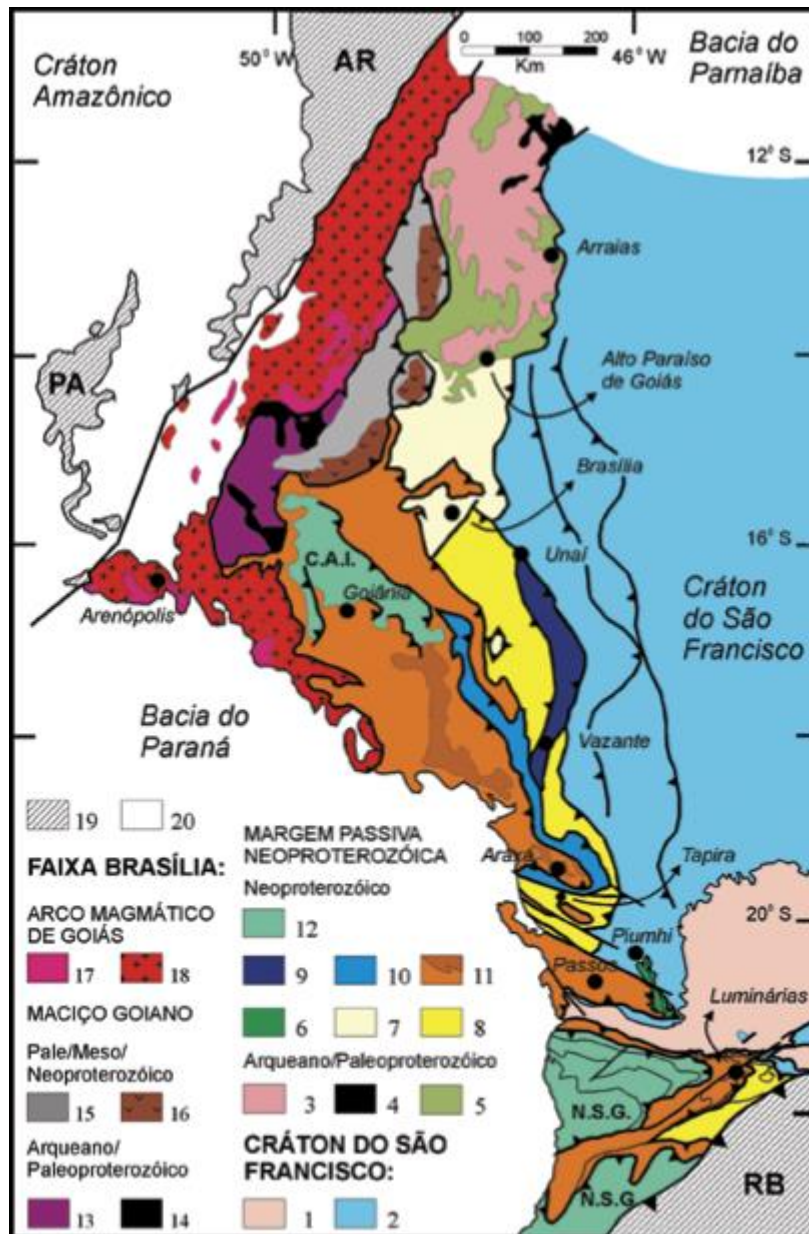 50° W
AR
0 100 200
Km
46° W
Bacia do
Parnaíba
Cráton
Amazônico
12° S
Arraias
Alto Paraíso
de Goiás
PA
Brasília
C.A.I.
Unaí
16° S
Goiânia
Arenópolis
Cráton
do São
Francisco
Bacia do
Paraná
Vazante
19 20
FAIXA BRASÍLIA:
ARCO MAGMÁTICO
DE GOIÁS
17 18
MACIÇO GOIANO
Pale/Meso/
Neoproterozóico
15 16
Arqueano/
Paleoproterozóico
13 14
MARGEM PASSIVA
NEOPROTEROZÓICA
Neoproterozóico
12
9 10 11
6 7 8
Arqueano/Paleoproterozóico
3 4 5
CRÁTON DO SÃO
FRANCISCO:
1 2
Araxá
Tapira
20° S
Piumhi
Passos
Luminárias
N.S.G.
N.S.G
RB